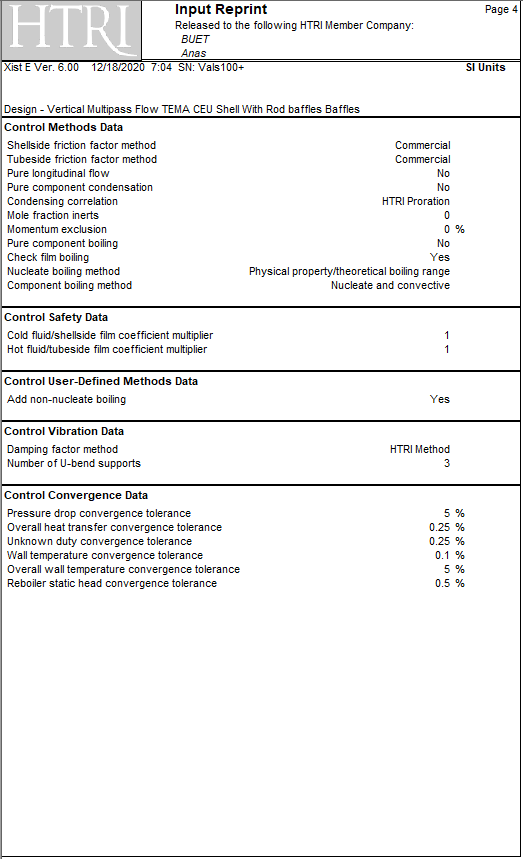 HTRI
Input Reprint Page 4
Released to the following HTRI Member Company:
BUET
Anas
Xist E Ver. 6.00 12/18/2020 7:04 SN: Vals100+ SI Units
Design - Vertical Multipass Flow TEMA CEU Shell With Rod baffles Baffles
Control Methods Data
Shellside friction factor method Commercial
Tubeside friction factor method Commercial
Pure longitudinal flow No
Pure component condensation No
Condensing correlation HTRI Proration
Mole fraction inerts 0
Momentum exclusion 0 %
Pure component boiling No
Check film boiling Yes
Nucleate boiling method Physical property/theoretical boiling range
Component boiling method Nucleate and convective
Control Safety Data
Cold fluid/shellside film coefficient multiplier 1
Hot fluid/tubeside film coefficient multiplier 1
Control User-Defined Methods Data
Add non-nucleate boiling Yes
Control Vibration Data
Damping factor method HTRI Method
Number of U-bend supports 3
Control Convergence Data
Pressure drop convergence tolerance 5 %
Overall heat transfer convergence tolerance 0.25 %
Unknown duty convergence tolerance 0.25 %
Wall temperature convergence tolerance 0.1 %
Overall wall temperature convergence tolerance 5 %
Reboiler static head convergence tolerance 0.5 %